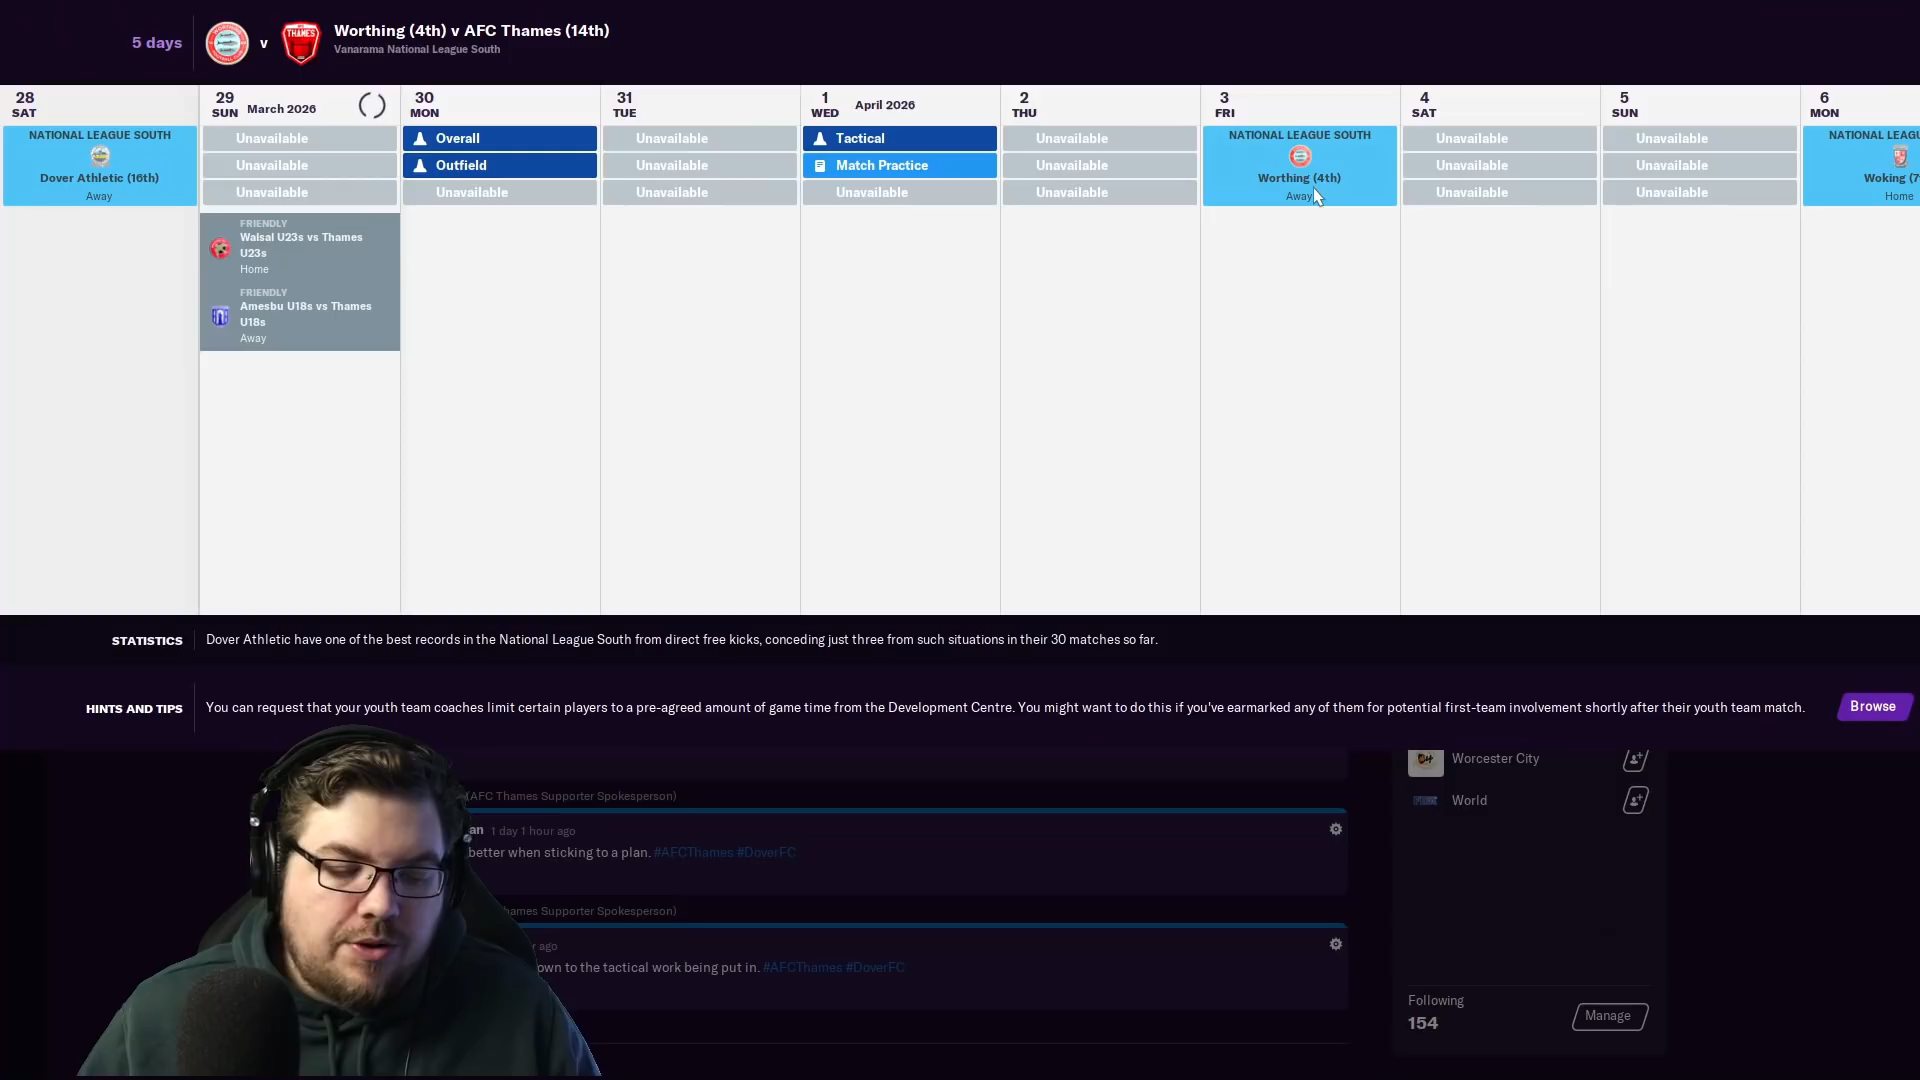 5 days
v
THAMES
Worthing (4th) v AFC Thames (14th)
Vanarama National League South
28
SAT
29
SUN March 2026
30
MON
31
TUE
1
WED April 2026
2
THU
3
FRI
4
SAT
5
SUN
6
MON
NATIONAL LEAGUE SOUTH
Dover Athletic (16th)
Away
Unavailable
Unavailable
Unavailable
Overall
Outfield
Unavailable
Unavailable
Unavailable
Unavailable
Tactical
Match Practice
Unavailable
Unavailable
Unavailable
Unavailable
NATIONAL LEAGUE SOUTH
Worthing (4th)
Away
Unavailable
Unavailable
Unavailable
Unavailable
Unavailable
Unavailable
NATIONAL LEAGU
Woking (7
Home
FRIENDLY
Walsal U23s vs Thames
U23s
Home
FRIENDLY
Amesbu U18s vs Thames
U18s
Away
STATISTICS
Dover Athletic have one of the best records in the National League South from direct free kicks, conceding just three from such situations in their 30 matches so far.
HINTS AND TIPS
You can request that your youth team coaches limit certain players to a pre-agreed amount of game time from the Development Centre. You might want to do this if you've earmarked any of them for potential first-team involvement shortly after their youth team match.
Browse
(AFC Thames Supporter Spokesperson)
an 1 day 1 hour ago
better when sticking to a plan. #AFCThames #DoverFC
hames Supporter Spokesperson)
r ago
own to the tactical work being put in. #AFCThames #DoverFC
Worcester City
World
Following
154
Manage